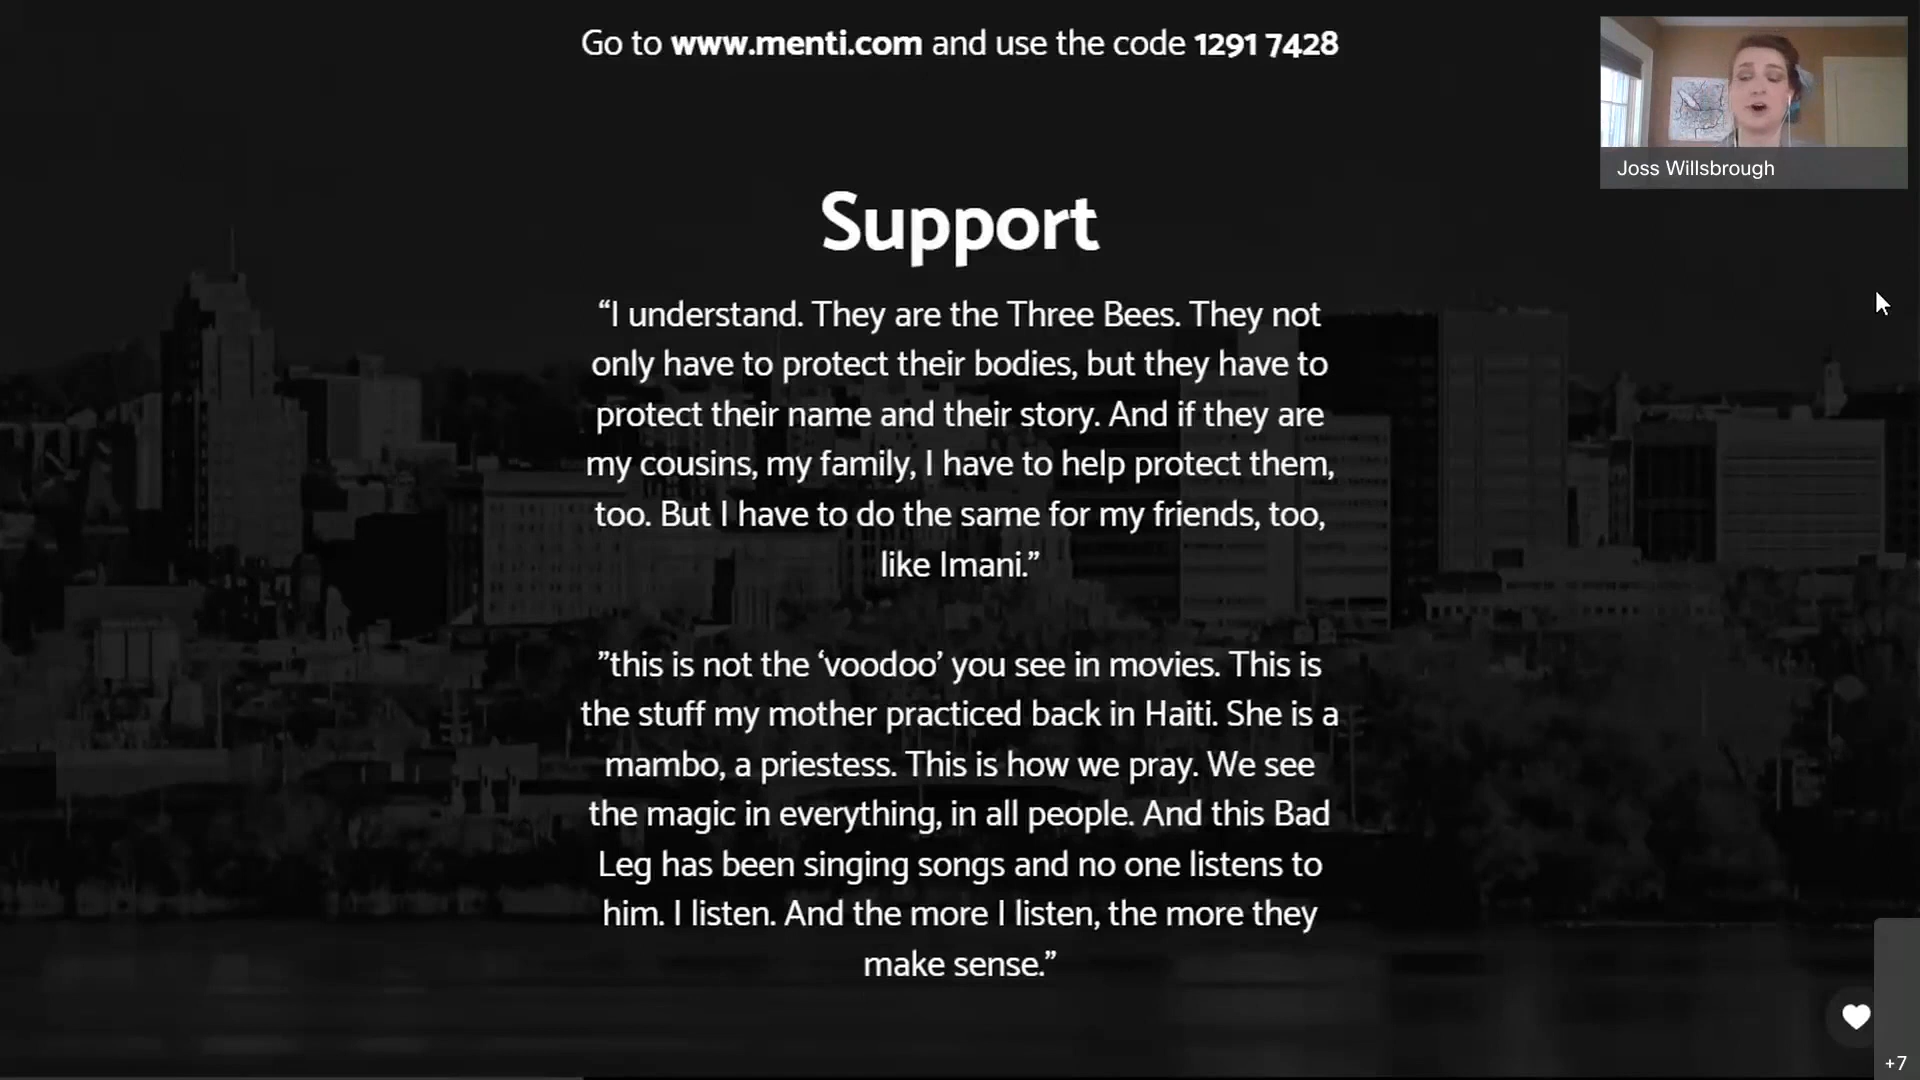 Go to www.menti.com and use the code 1291 7428
Joss Willsbrough
Support
“I understand. They are the Three Bees. They not
only have to protect their bodies, but they have to
protect their name and their story. And if they are
my cousins, my family, I have to help protect them,
too. But I have to do the same for my friends, too,
like Imani.”
”this is not the ‘voodoo’ you see in movies. This is
the stuff my mother practiced back in Haiti. She is a
mambo, a priestess. This is how we pray. We see
the magic in everything, in all people. And this Bad
Leg has been singing songs and no one listens to
him. I listen. And the more I listen, the more they
make sense.”
+7